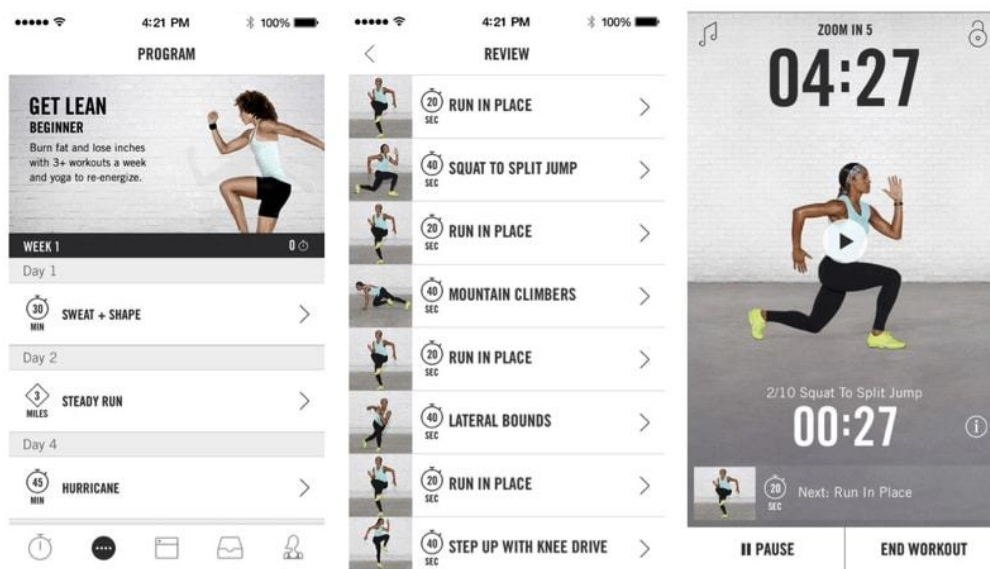 4:21 PM
100%
PROGRAM
GET LEAN
BEGINNER
Burn fat and lose inches
with 3+ workouts a week
and yoga to re-energize.
WEEK 1
0
Day 1
30
MIN
SWEAT + SHAPE
Day 2
3
MILES
STEADY RUN
Day 4
45
MIN
HURRICANE
4:21 PM
100%
REVIEW
20
SEC
RUN IN PLACE
40
SEC
SQUAT TO SPLIT JUMP
20
SEC
RUN IN PLACE
40
SEC
MOUNTAIN CLIMBERS
20
SEC
RUN IN PLACE
40
SEC
LATERAL BOUNDS
20
SEC
RUN IN PLACE
40
SEC
STEP UP WITH KNEE DRIVE
ZOOM IN 5
04:27
2/10 Squat To Split Jump
00:27
i
20
SEC
Next: Run In Place
PAUSE
END WORKOUT